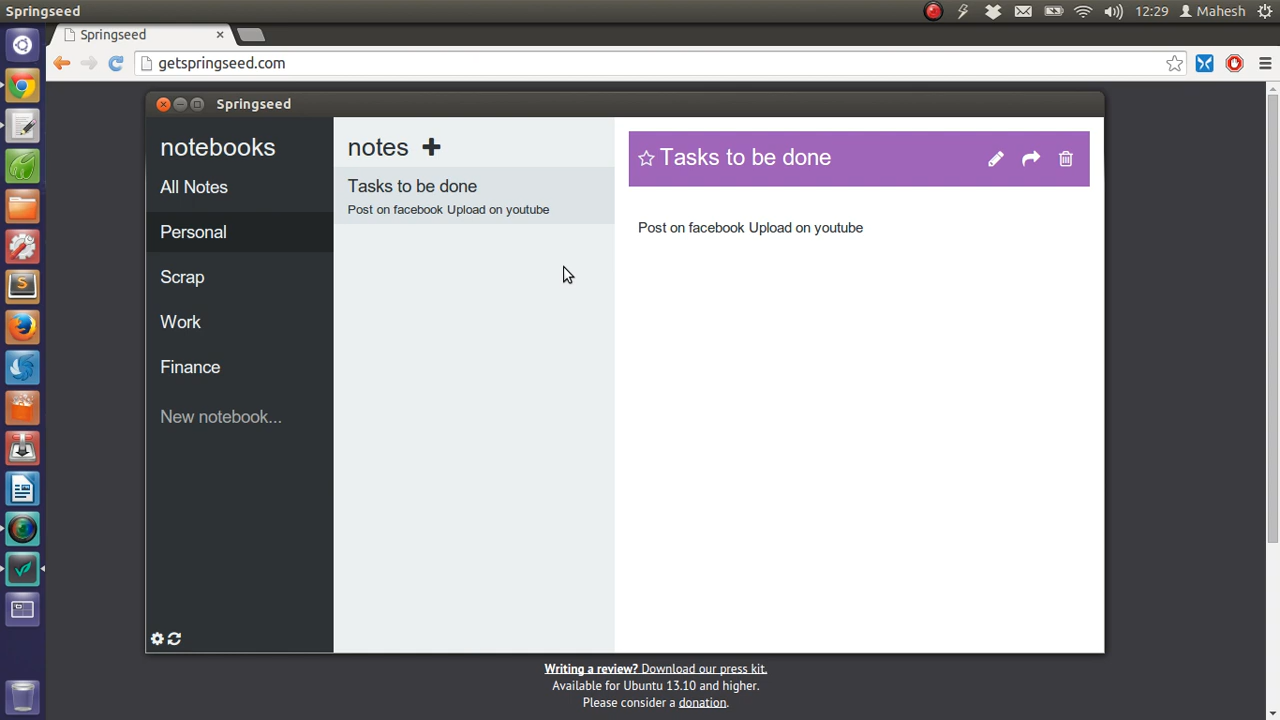 Springseed
12:29 Mahesh
Springseed
getspringseed.com
Springseed
notebooks
All Notes
Personal
Scrap
Work
Finance
New notebook...
notes
Tasks to be done
Post on facebook Upload on youtube
Tasks to be done
Post on facebook Upload on youtube
Writing a review? Download our press kit.
Available for Ubuntu 13.10 and higher.
Please consider a donation.